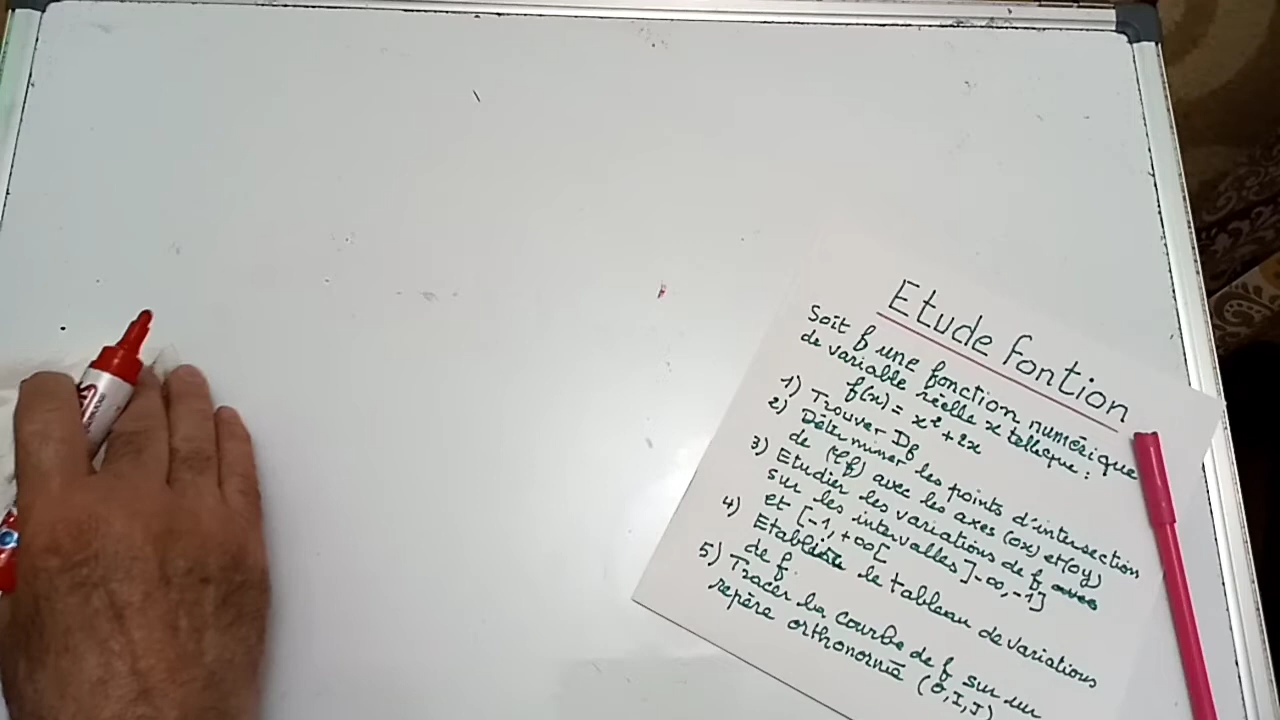 Etude fontion
Soit f une fonction numérique
de variable réelle x telleque :
f(x) = x² + 2x
1) Trouver Df
2) Déterminer les points d'intersection
de (Cf) avec les axes (ox) et (oy)
3) Etudier les variations de f
sur les intervalles ]-∞, -1]
et [-1, +∞[
4) Etablir le tableau de variations
de f.
5) Tracer la courbe de f sur un
repère orthonormé (O, I, J)